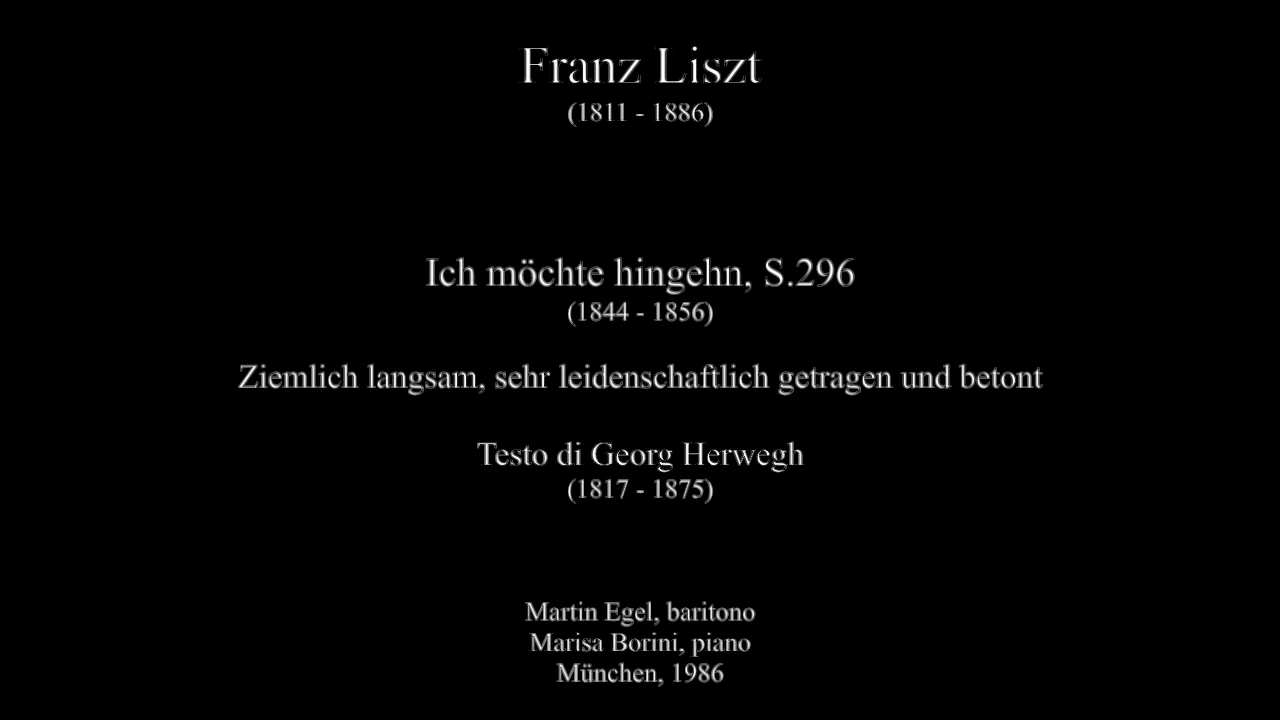 Franz Liszt
(1811 - 1886)
Ich möchte hingehn, S.296
(1844 - 1856)
Ziemlich langsam, sehr leidenschaftlich getragen und betont
Testo di Georg Herwegh
(1817 - 1875)
Martin Egel, baritono
Marisa Borini, piano
München, 1986